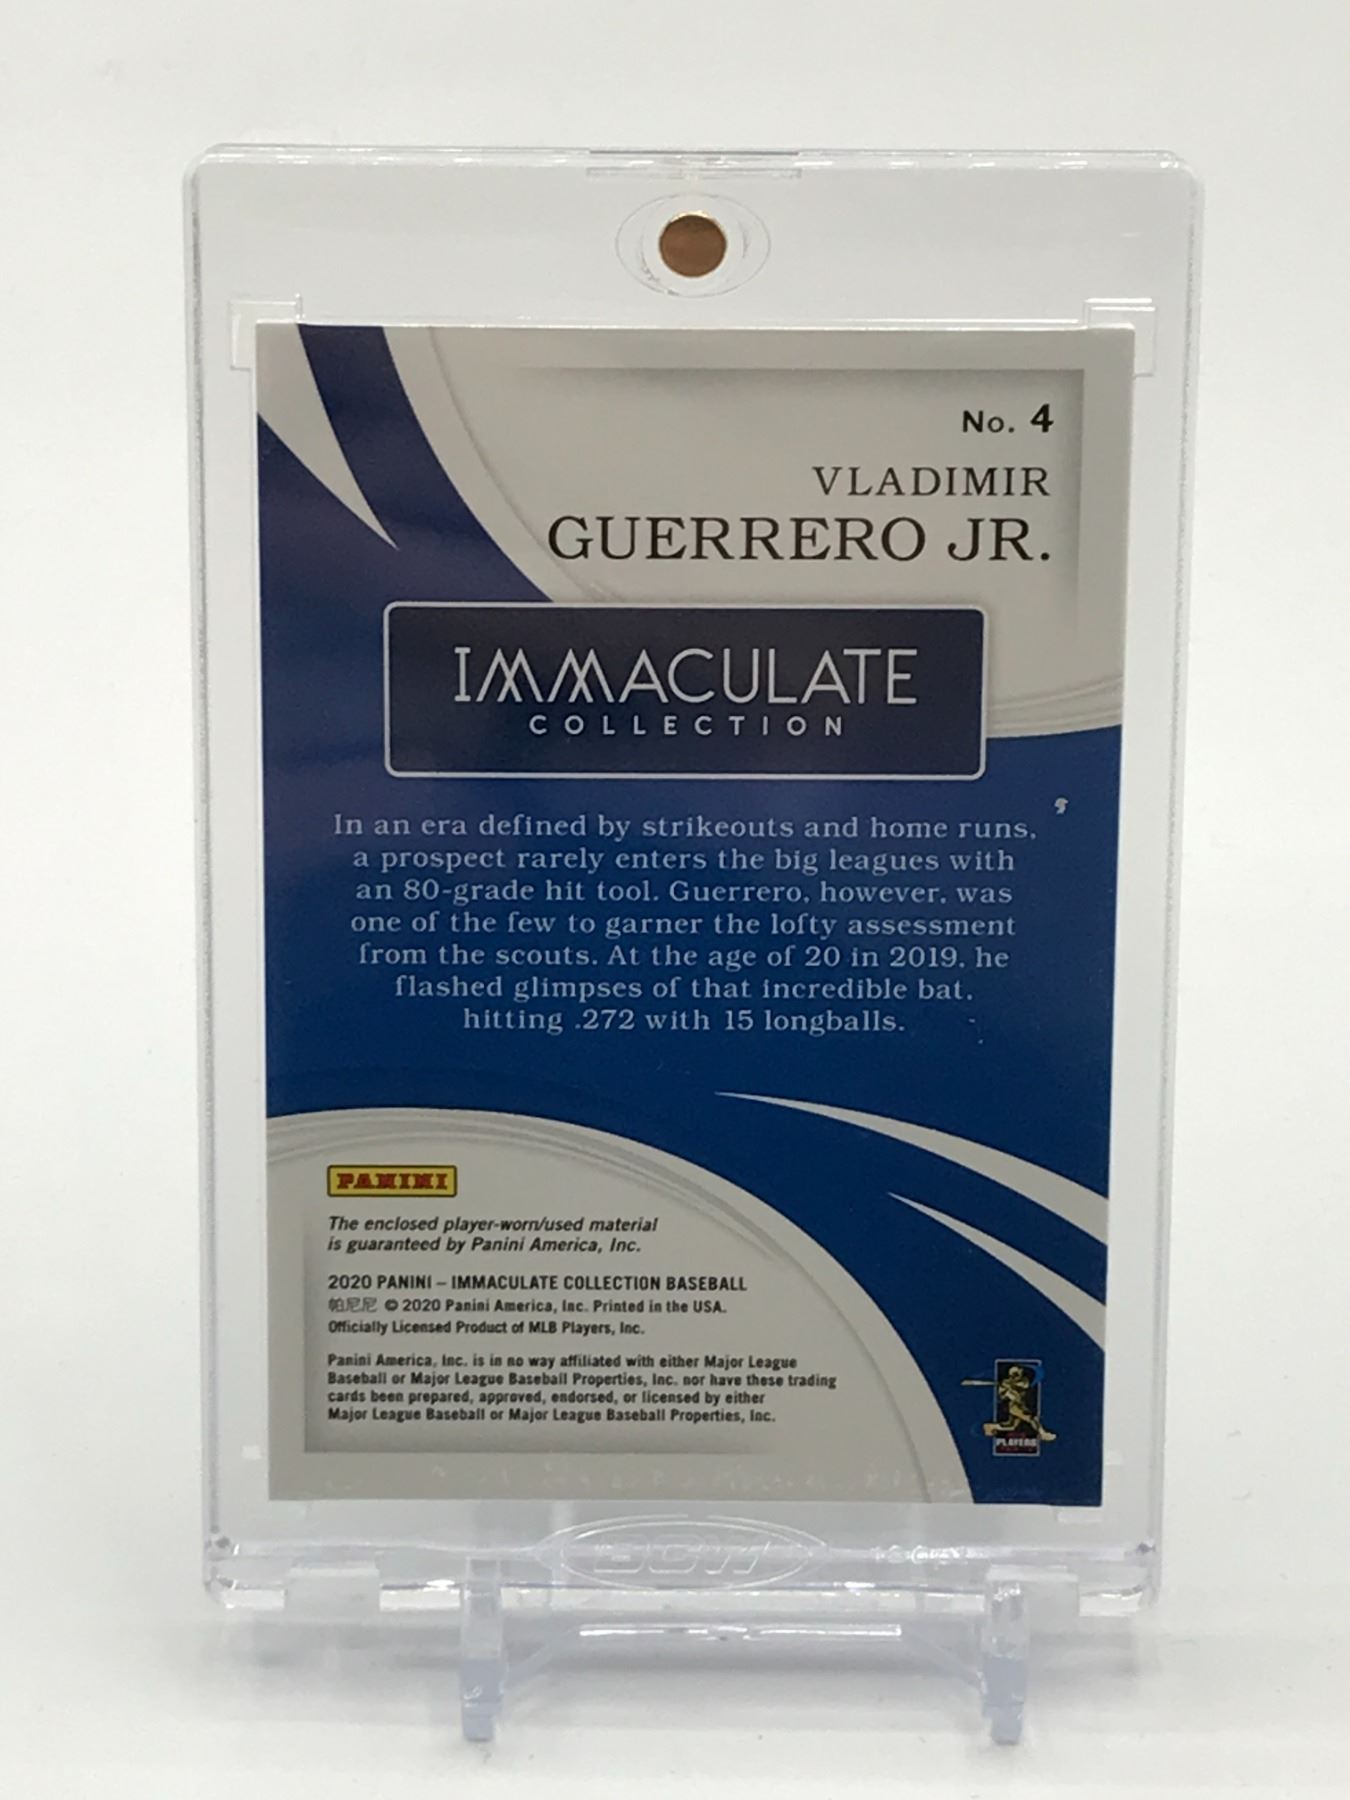 No. 4
VLADIMIR
GUERRERO JR.
IMMACULATE
COLLECTION
In an era defined by strikeouts and home runs,
a prospect rarely enters the big leagues with
an 80-grade hit tool. Guerrero, however, was
one of the few to garner the lofty assessment
from the scouts. At the age of 20 in 2019, he
flashed glimpses of that incredible bat,
hitting .272 with 15 longballs.
PANINI
The enclosed player-worn/used material
is guaranteed by Panini America, Inc.
2020 PANINI – IMMACULATE COLLECTION BASEBALL
帕尼尼 © 2020 Panini America, Inc. Printed in the USA.
Officially Licensed Product of MLB Players, Inc.
Panini America, Inc. is in no way affiliated with either Major League
Baseball or Major League Baseball Properties, Inc. nor have these trading
cards been prepared, approved, endorsed, or licensed by either
Major League Baseball or Major League Baseball Properties, Inc.
PLAYERS
BCW